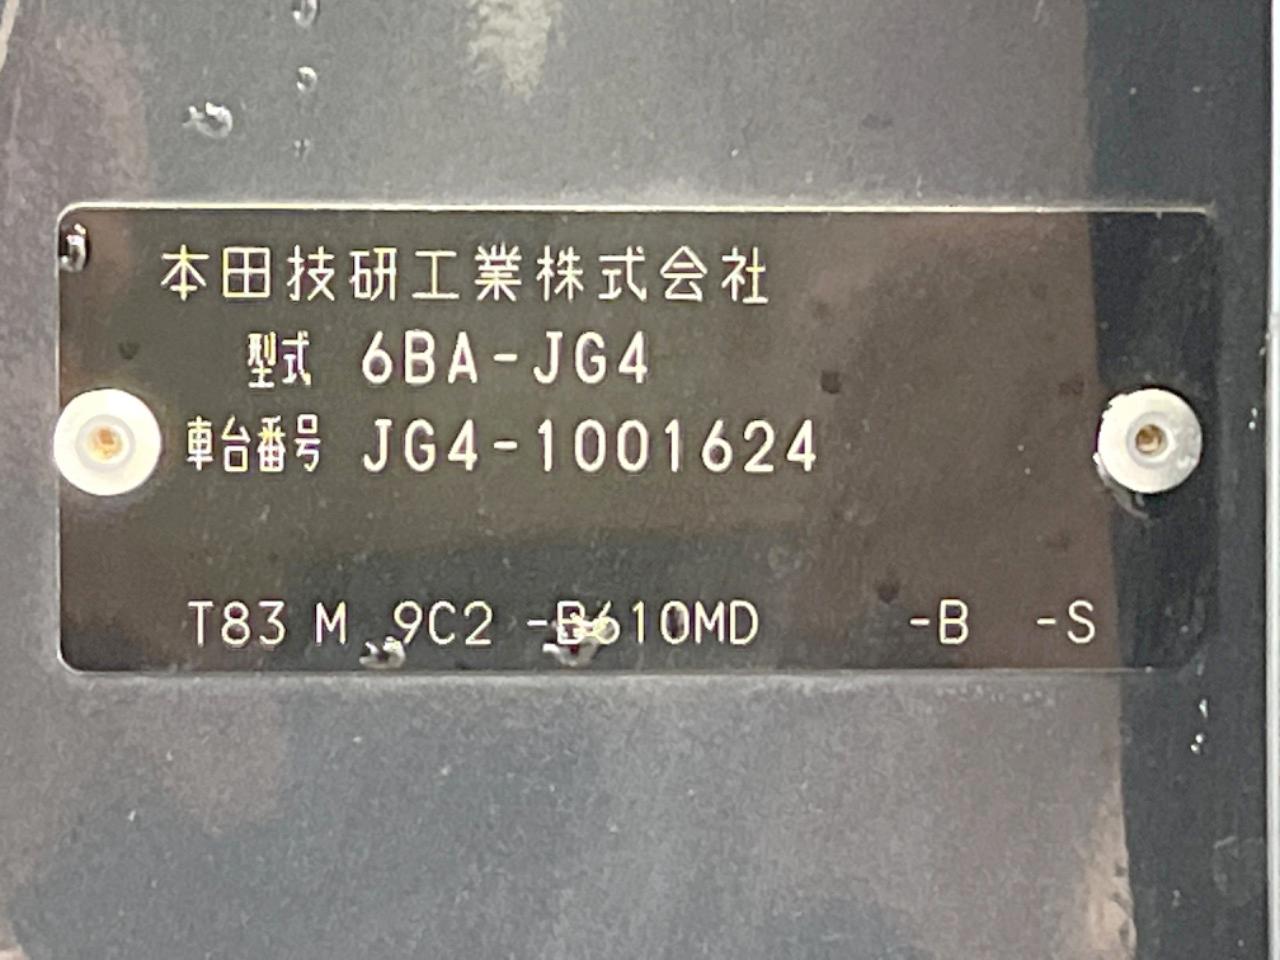 本田技研工業株式会社
型式 6BA-JG4
車台番号 JG4-1001624
T83 M 9C2 -B610MD -B -S